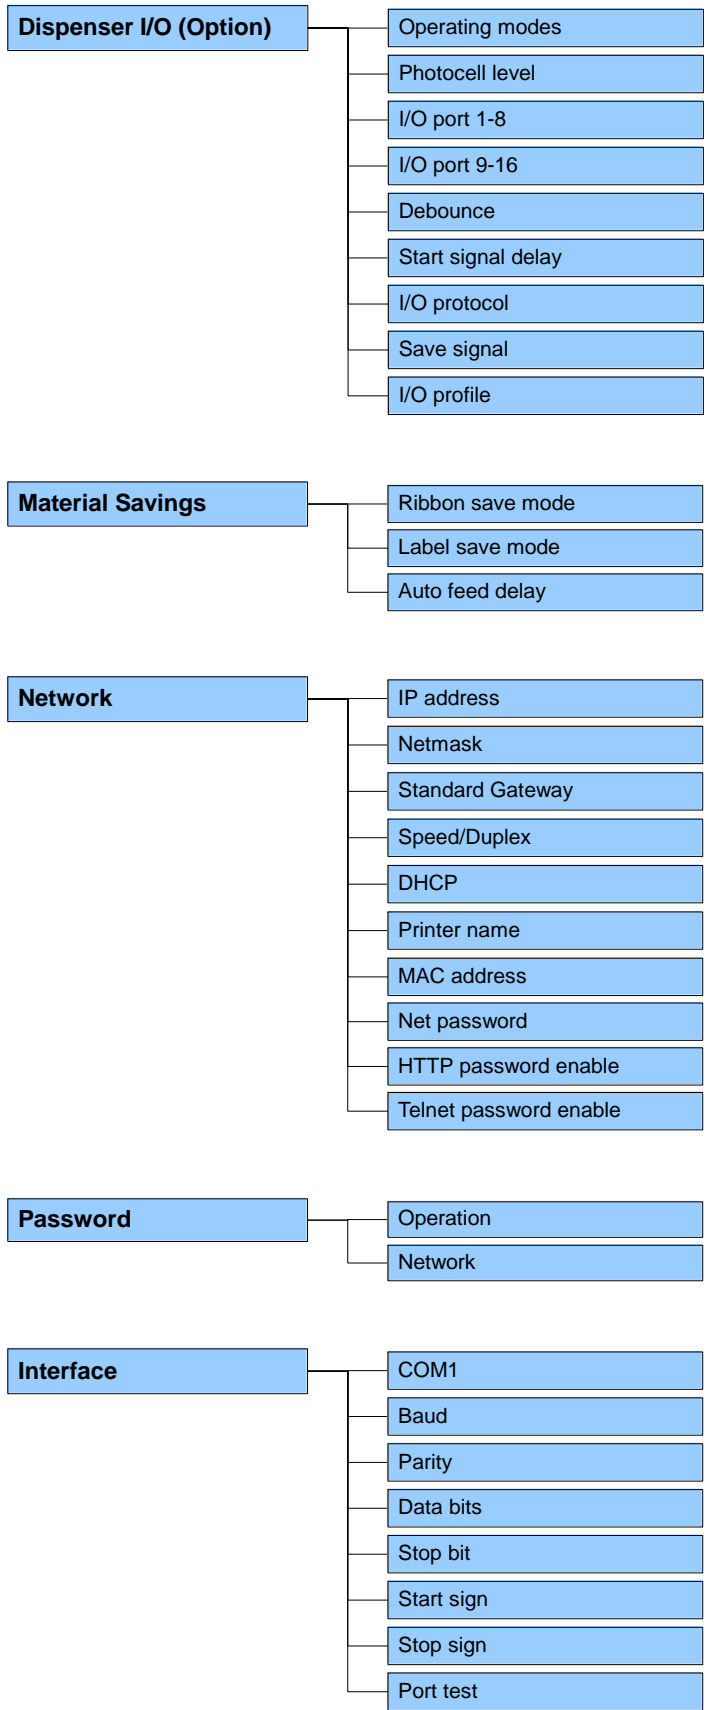 Dispenser I/O (Option)
Operating modes
Photocell level
I/O port 1-8
I/O port 9-16
Debounce
Start signal delay
I/O protocol
Save signal
I/O profile
Material Savings
Ribbon save mode
Label save mode
Auto feed delay
Network
IP address
Netmask
Standard Gateway
Speed/Duplex
DHCP
Printer name
MAC address
Net password
HTTP password enable
Telnet password enable
Password
Operation
Network
Interface
COM1
Baud
Parity
Data bits
Stop bit
Start sign
Stop sign
Port test